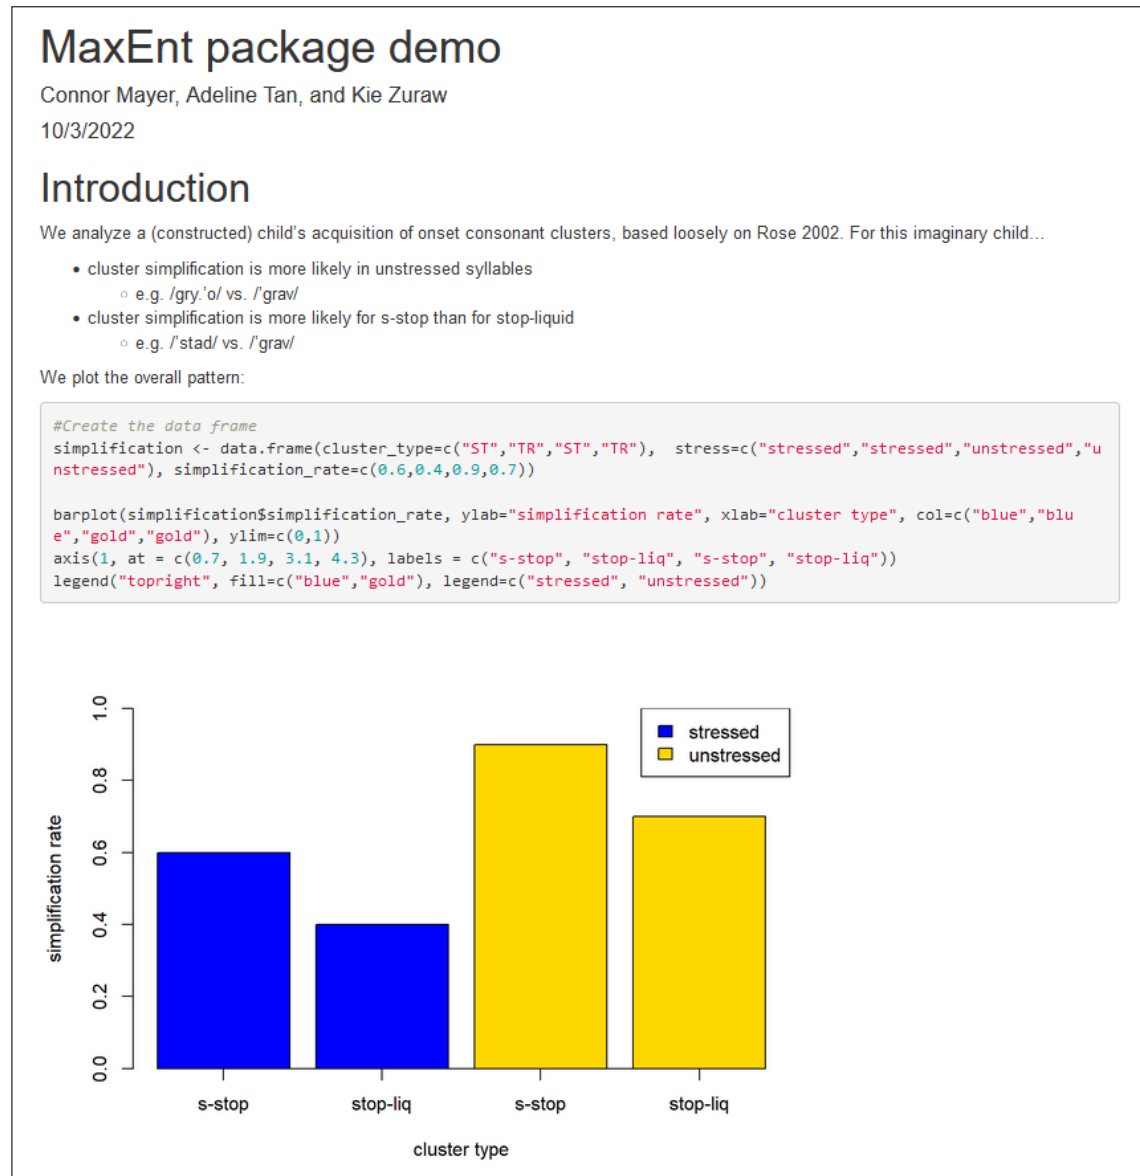 MaxEnt package demo
Connor Mayer, Adeline Tan, and Kie Zuraw
10/3/2022
Introduction
We analyze a (constructed) child's acquisition of onset consonant clusters, based loosely on Rose 2002. For this imaginary child…
• cluster simplification is more likely in unstressed syllables
◦ e.g. /gry.'o/ vs. /'grav/
• cluster simplification is more likely for s-stop than for stop-liquid
◦ e.g. /'stad/ vs. /'grav/
We plot the overall pattern:
#Create the data frame
simplification <- data.frame(cluster_type=c("ST","TR","ST","TR"),  stress=c("stressed","stressed","unstressed","u
nstressed"), simplification_rate=c(0.6,0.4,0.9,0.7))
barplot(simplification$simplification_rate, ylab="simplification rate", xlab="cluster type", col=c("blue","blu
e","gold","gold"), ylim=c(0,1))
axis(1, at = c(0.7, 1.9, 3.1, 4.3), labels = c("s-stop", "stop-liq", "s-stop", "stop-liq"))
legend("topright", fill=c("blue","gold"), legend=c("stressed", "unstressed"))
simplification rate
1.0
0.8
0.6
0.4
0.2
0.0
stressed
unstressed
s-stop stop-liq s-stop stop-liq
cluster type